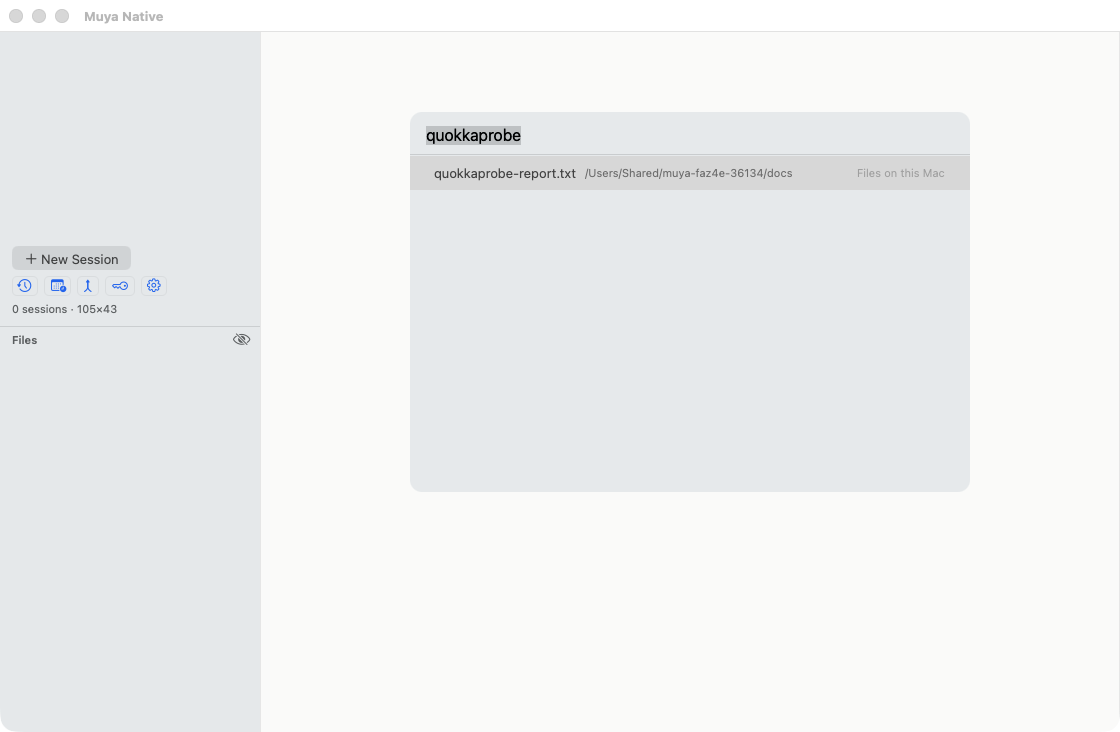 Muya Native
quokkaprobe
quokkaprobe-report.txt /Users/Shared/muya-faz4e-36134/docs Files on this Mac
+ New Session
0 sessions · 105×43
Files